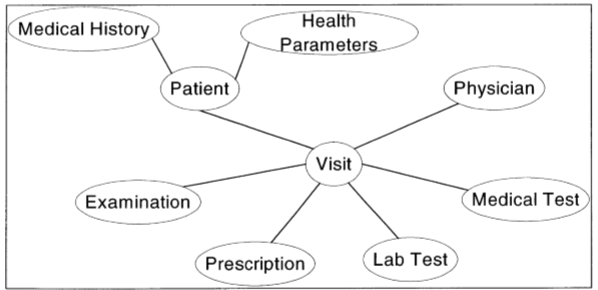 Medical History
Health
Parameters
Patient
Physician
Visit
Examination
Medical Test
Prescription
Lab Test